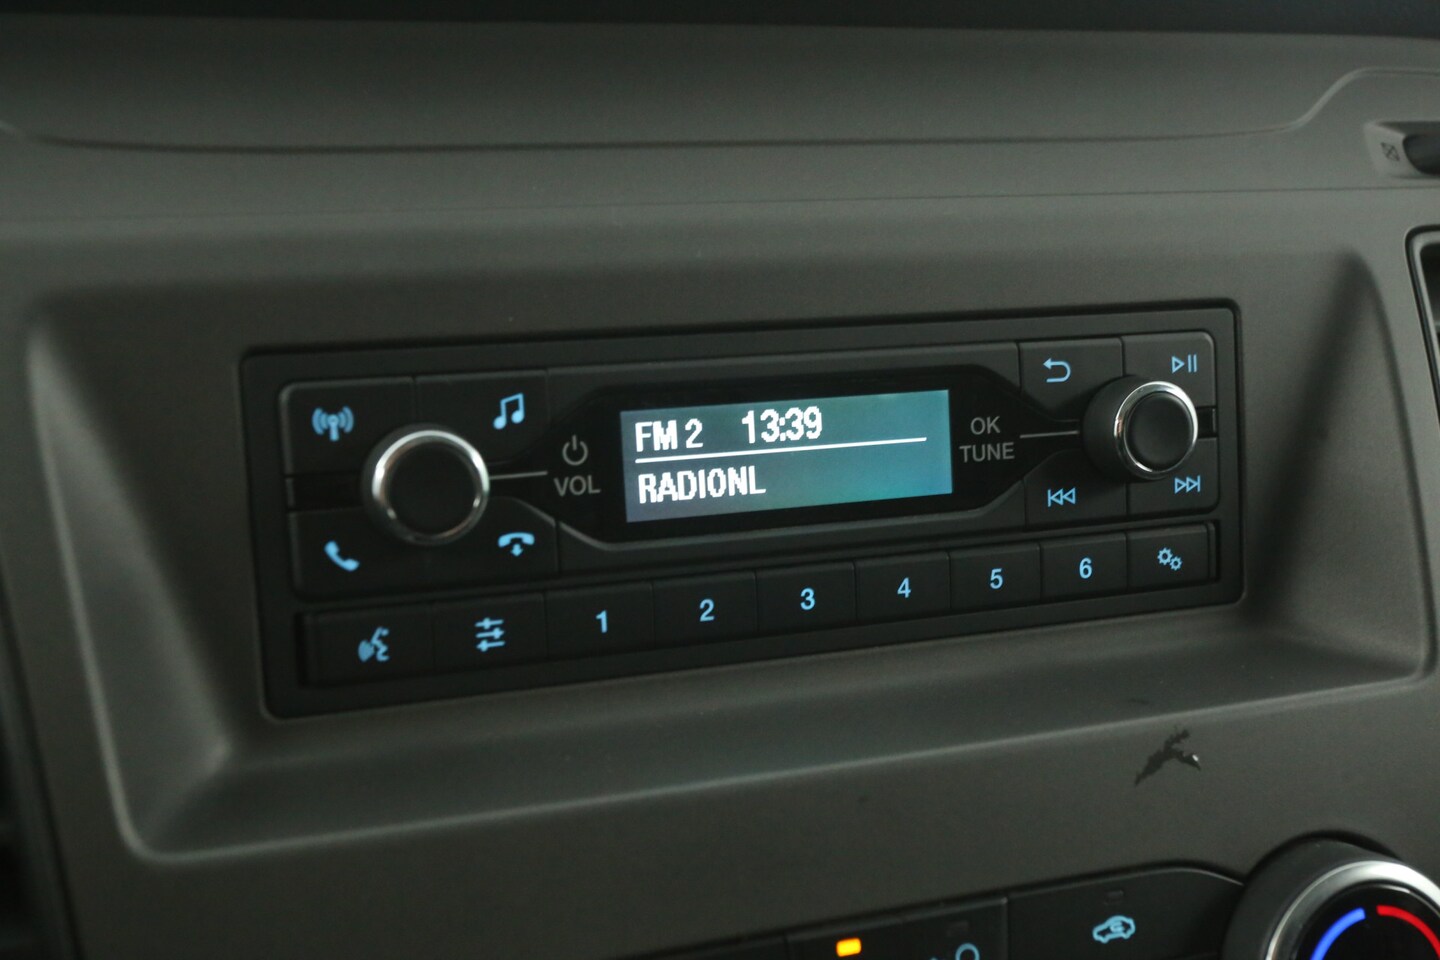 FM 2 13:39
RADIONL
VOL
OK
TUNE
1 2 3 4 5 6